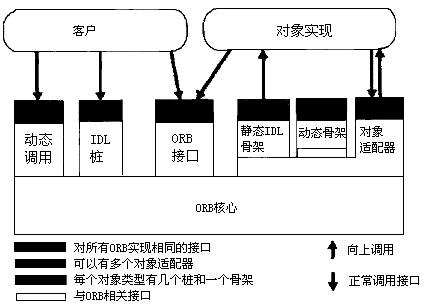 客户
对象实现
动态
调用
IDL
桩
ORB
接口
静态IDL
骨架
动态骨架
对象
适配器
ORB核心
对所有ORB实现相同的接口
可以有多个对象适配器
每个对象类型有几个桩和一个骨架
与ORB相关接口
向上调用
正常调用接口